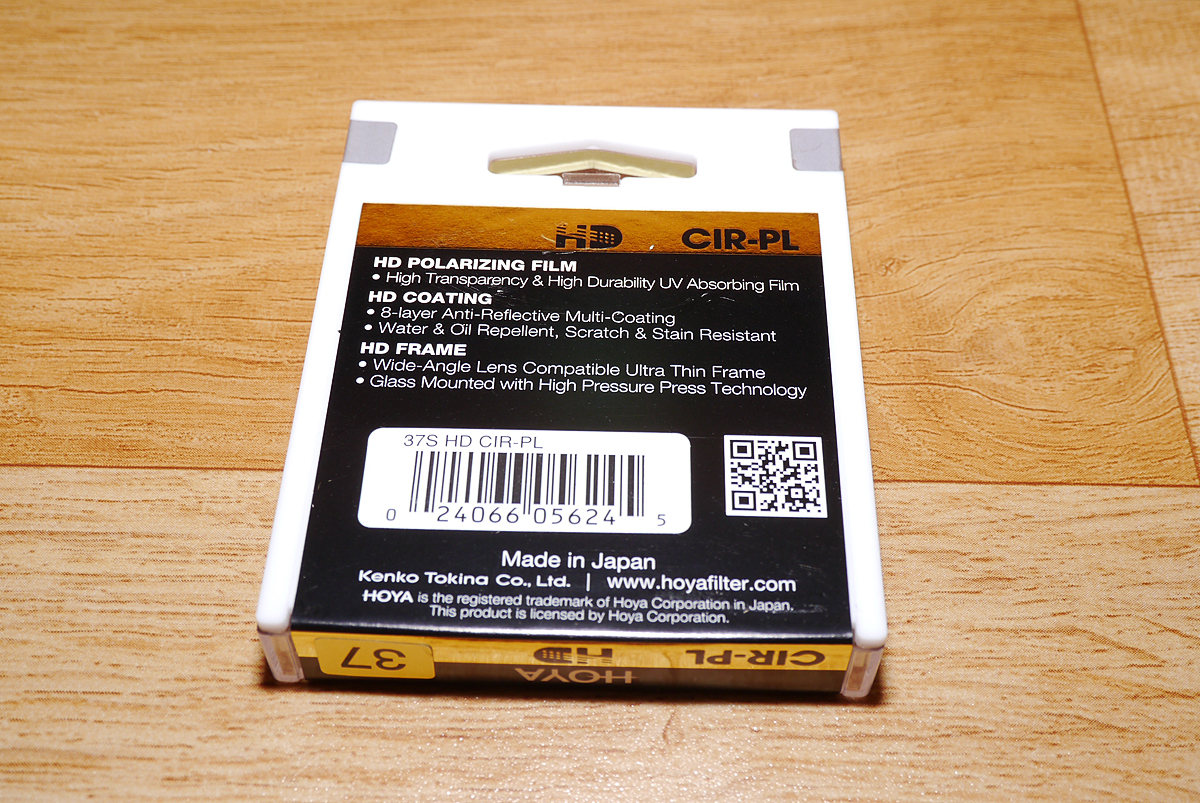 HD CIR-PL
HD POLARIZING FILM
• High Transparency & High Durability UV Absorbing Film
HD COATING
• 8-layer Anti-Reflective Multi-Coating
• Water & Oil Repellent, Scratch & Stain Resistant
HD FRAME
• Wide-Angle Lens Compatible Ultra Thin Frame
• Glass Mounted with High Pressure Press Technology
37S HD CIR-PL
0 24066 05624 5
Made in Japan
Kenko Tokina Co., Ltd. | www.hoyafilter.com
HOYA is the registered trademark of Hoya Corporation in Japan.
This product is licensed by Hoya Corporation.
CIR-PL HD 37
HOYA